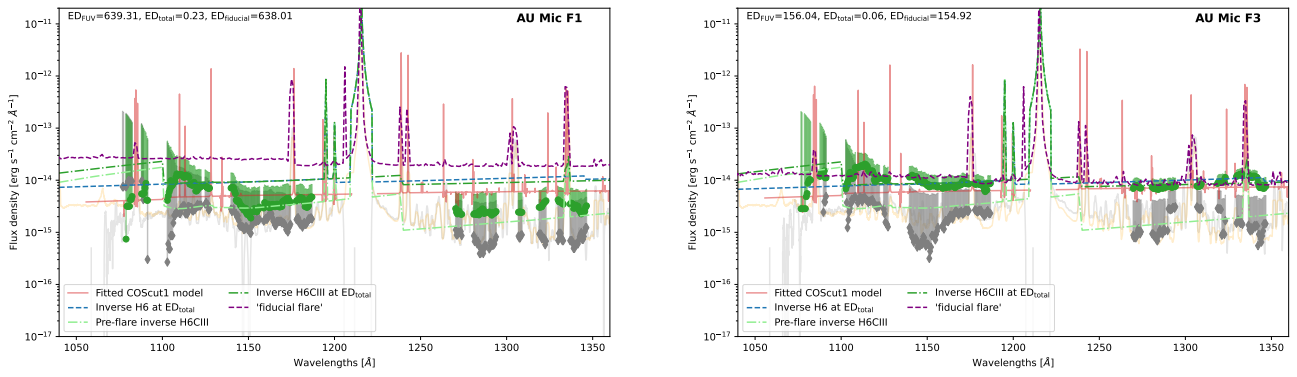 ED_FUV=639.31, ED_total=0.23, ED_fiducial=638.01
AU Mic F1
10^−11
10^−12
10^−13
10^−14
10^−15
10^−16
10^−17
Flux density [erg s^−1 cm^−2 Å^−1]
Fitted COScut1 model
Inverse H6 at ED_total
Pre-flare inverse H6CIII
Inverse H6CIII at ED_total
'fiducial flare'
1050 1100 1150 1200 1250 1300 1350
Wavelengths [Å]
ED_FUV=156.04, ED_total=0.06, ED_fiducial=154.92
AU Mic F3
10^−11
10^−12
10^−13
10^−14
10^−15
10^−16
10^−17
Flux density [erg s^−1 cm^−2 Å^−1]
Fitted COScut1 model
Inverse H6 at ED_total
Pre-flare inverse H6CIII
Inverse H6CIII at ED_total
'fiducial flare'
1050 1100 1150 1200 1250 1300 1350
Wavelengths [Å]